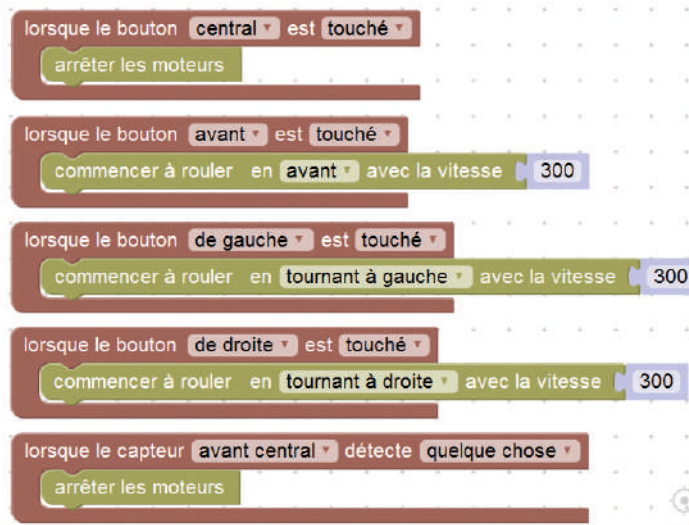 lorsque le bouton central est touché
arrêter les moteurs
lorsque le bouton avant est touché
commencer à rouler en avant avec la vitesse 300
lorsque le bouton de gauche est touché
commencer à rouler en tournant à gauche avec la vitesse 300
lorsque le bouton de droite est touché
commencer à rouler en tournant à droite avec la vitesse 300
lorsque le capteur avant central détecte quelque chose
arrêter les moteurs